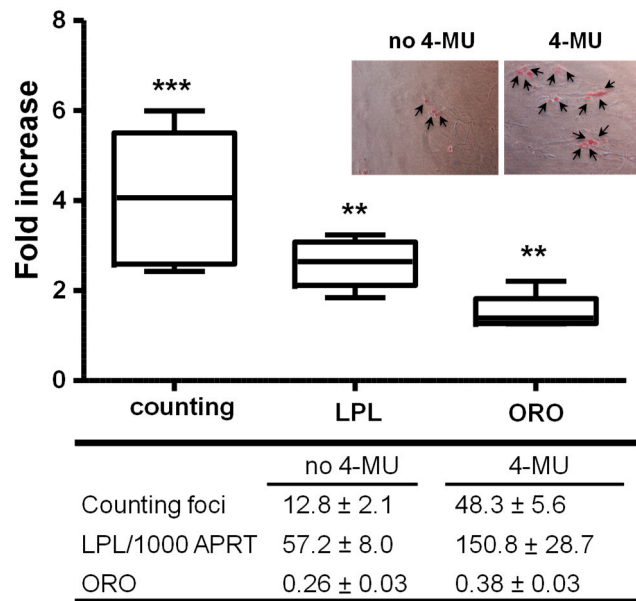 no 4-MU 4-MU
8
6
4
2
0
Fold increase
***
**
**
counting LPL ORO
no 4-MU 4-MU
Counting foci 12.8 ± 2.1 48.3 ± 5.6
LPL/1000 APRT 57.2 ± 8.0 150.8 ± 28.7
ORO 0.26 ± 0.03 0.38 ± 0.03